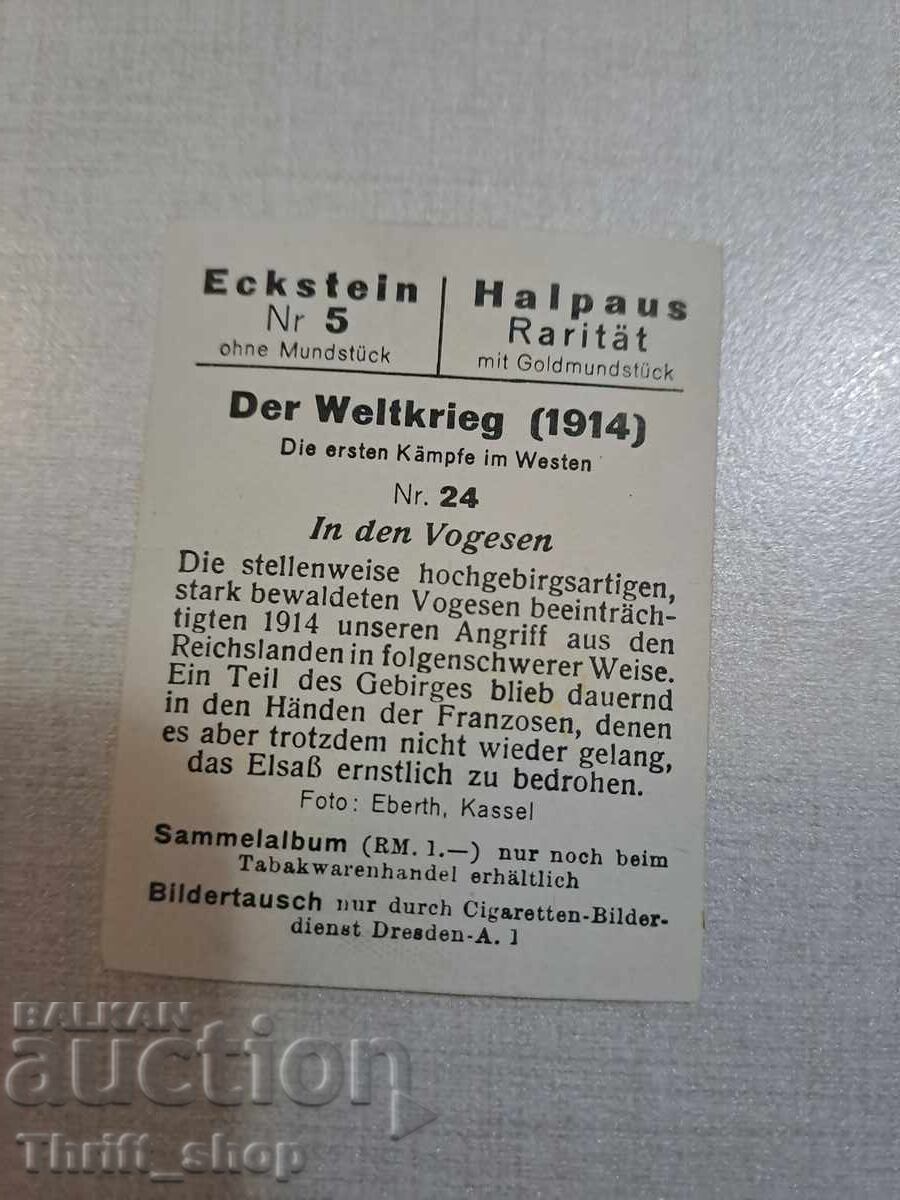 Eckstein
Nr 5
ohne Mundstück
Halpaus
Rarität
mit Goldmundstück
Der Weltkrieg (1914)
Die ersten Kämpfe im Westen
Nr. 24
In den Vogesen
Die stellenweise hochgebirgsartigen,
stark bewaldeten Vogesen beeinträch-
tigten 1914 unseren Angriff aus den
Reichslanden in folgenschwerer Weise.
Ein Teil des Gebirges blieb dauernd
in den Händen der Franzosen, denen
es aber trotzdem nicht wieder gelang,
das Elsaß ernstlich zu bedrohen.
Foto: Eberth, Kassel
Sammelalbum (RM. 1.—) nur noch beim
Tabakwarenhandel erhältlich
Bildertausch nur durch Cigaretten-Bilder-
dienst Dresden-A. 1
BALKAN
auction
Thrift_shop